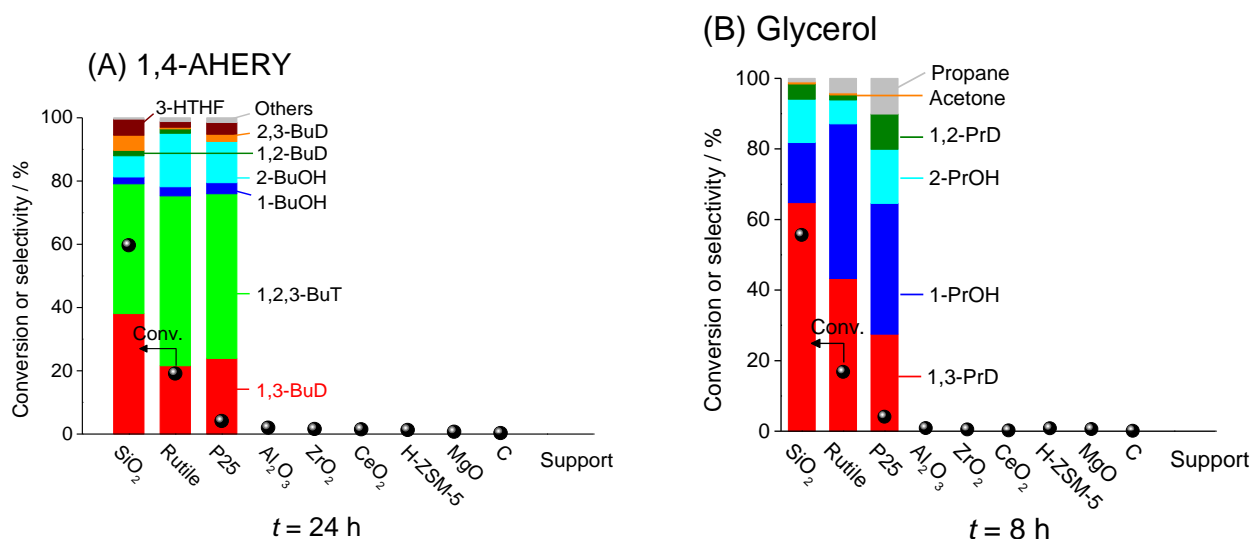 (A) 1,4-AHERY
Conversion or selectivity / %
100
80
60
40
20
0
3-HTHF
Others
2,3-BuD
1,2-BuD
2-BuOH
1-BuOH
1,2,3-BuT
1,3-BuD
Conv.
SiO₂
Rutile
P25
Al₂O₃
ZrO₂
CeO₂
H-ZSM-5
MgO
C
Support
t = 24 h
(B) Glycerol
Conversion or selectivity / %
100
80
60
40
20
0
Propane
Acetone
1,2-PrD
2-PrOH
1-PrOH
1,3-PrD
Conv.
SiO₂
Rutile
P25
Al₂O₃
ZrO₂
CeO₂
H-ZSM-5
MgO
C
Support
t = 8 h